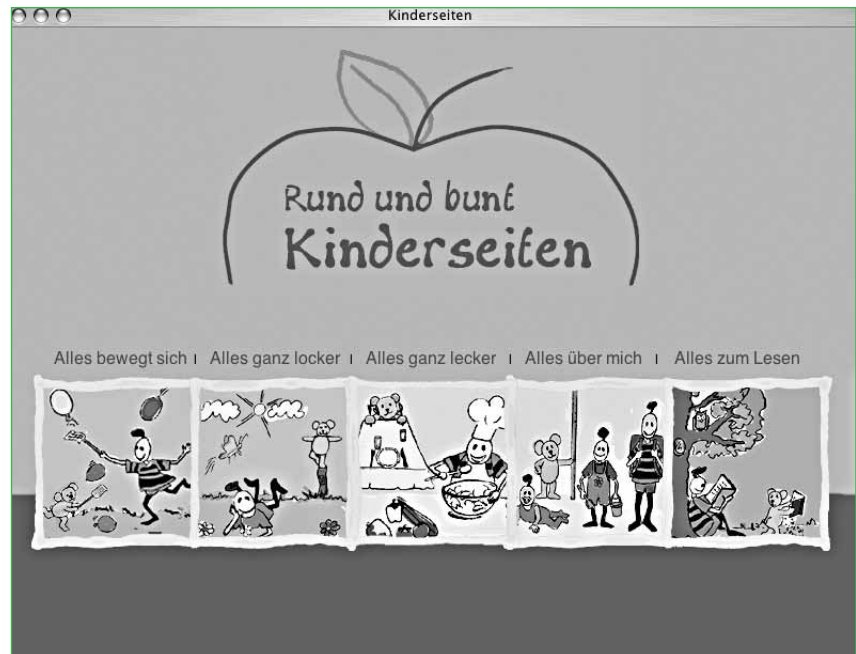 Kinderseiten
Rund und bunt
Kinderseiten
Alles bewegt sich ı Alles ganz locker ı Alles ganz lecker ı Alles über mich ı Alles zum Lesen